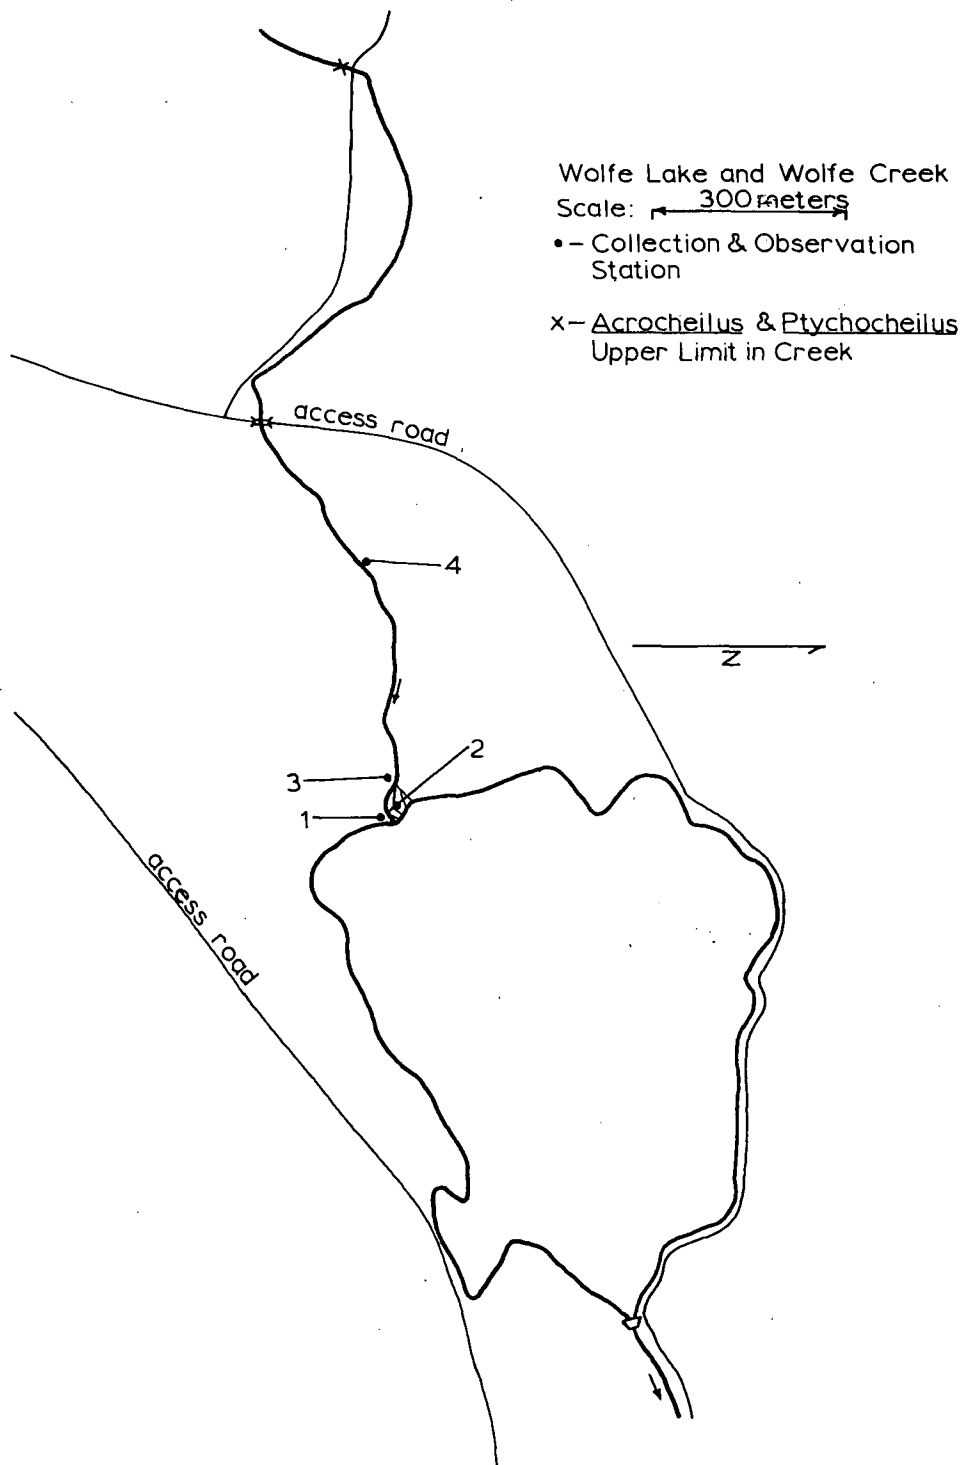 Wolfe Lake and Wolfe Creek
Scale: 300 meters
• – Collection & Observation
Station
x – Acrocheilus & Ptychocheilus
Upper Limit in Creek
access road
4
N
2
3
1
access road